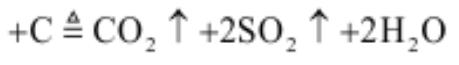 +C ≜ CO₂ ↑ +2SO₂ ↑ +2H₂O